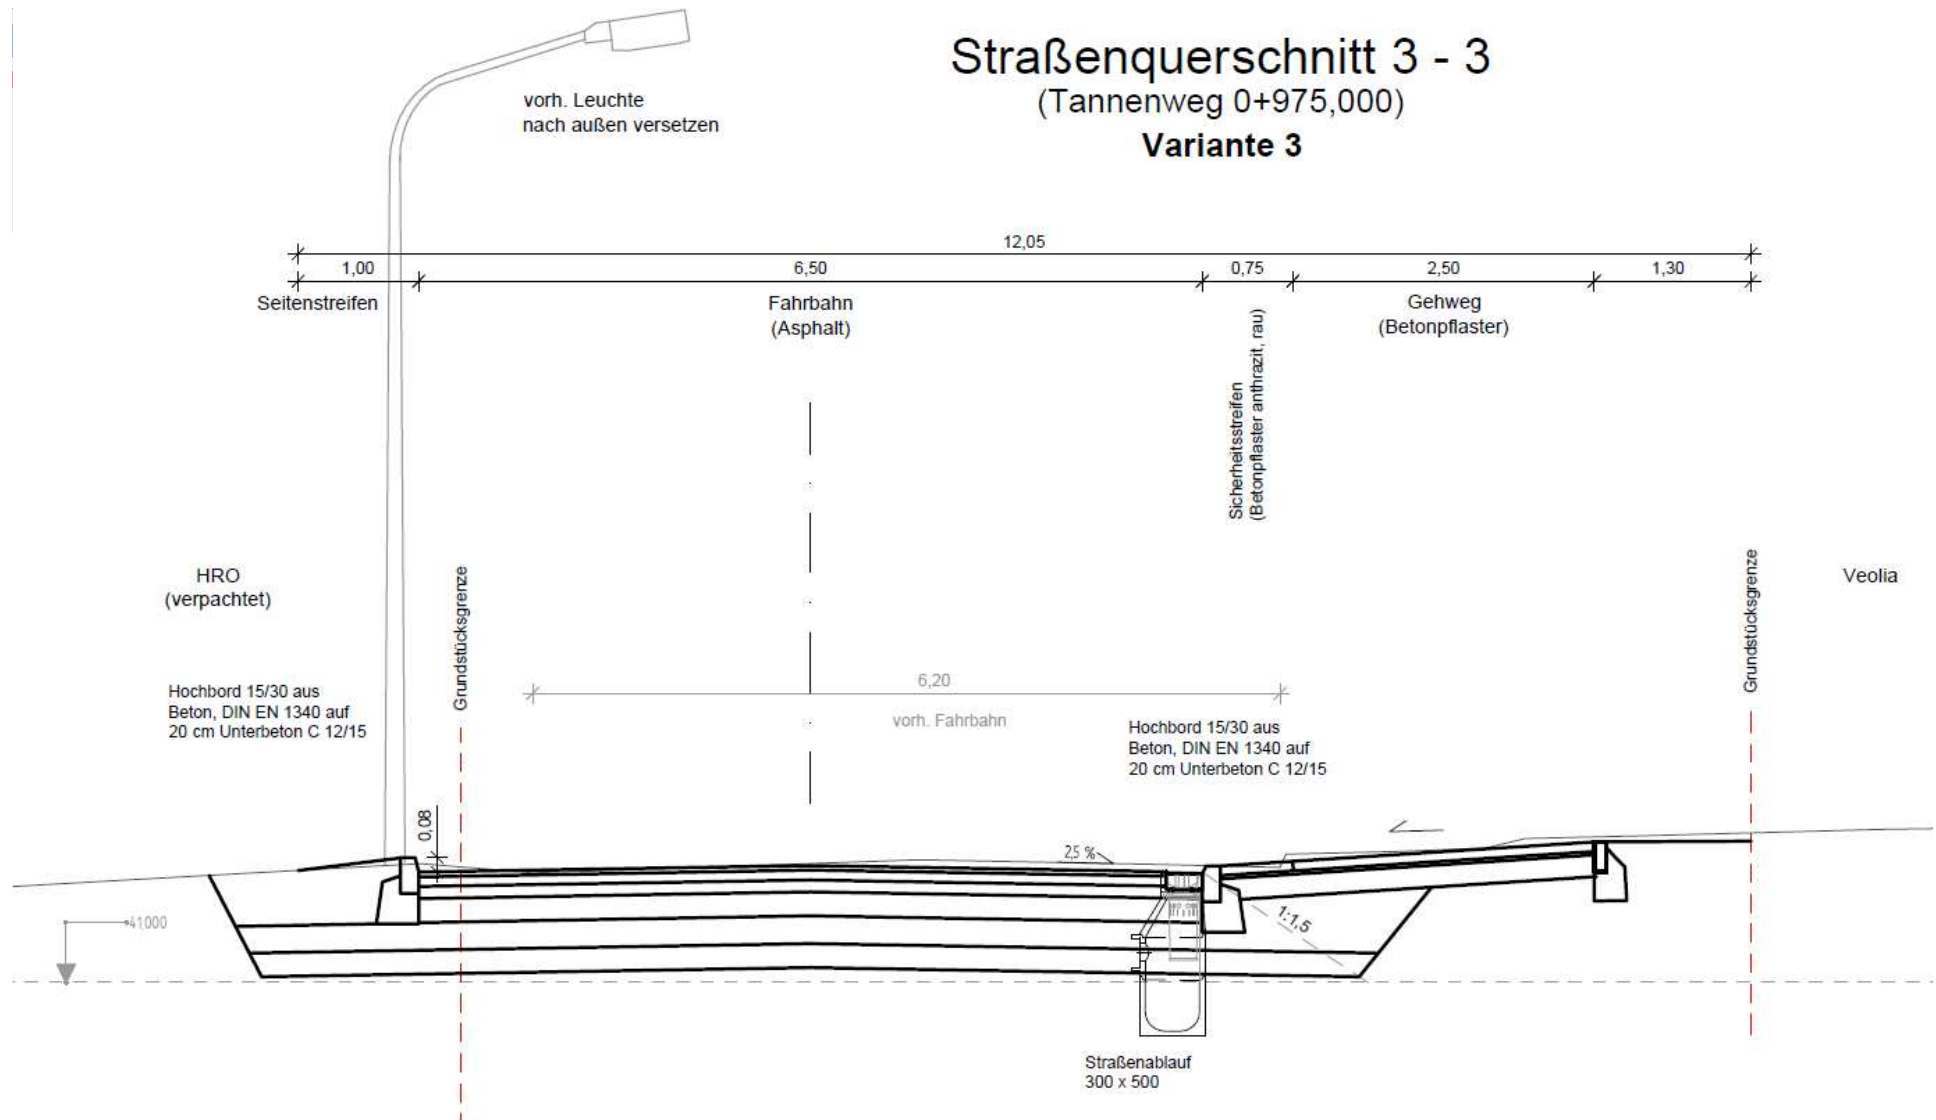 Straßenquerschnitt 3 - 3
(Tannenweg 0+975,000)
Variante 3
vorh. Leuchte
nach außen versetzen
12,05
1,00
6,50
0,75
2,50
1,30
Seitenstreifen
Fahrbahn
(Asphalt)
Gehweg
(Betonpflaster)
Sicherheitsstreifen
(Betonpflaster anthrazit, rau)
HRO
(verpachtet)
Grundstücksgrenze
Grundstücksgrenze
Veolia
Hochbord 15/30 aus
Beton, DIN EN 1340 auf
20 cm Unterbeton C 12/15
6,20
vorh. Fahrbahn
Hochbord 15/30 aus
Beton, DIN EN 1340 auf
20 cm Unterbeton C 12/15
0,08
2,5 %
1:1,5
41,000
Straßenablauf
300 x 500